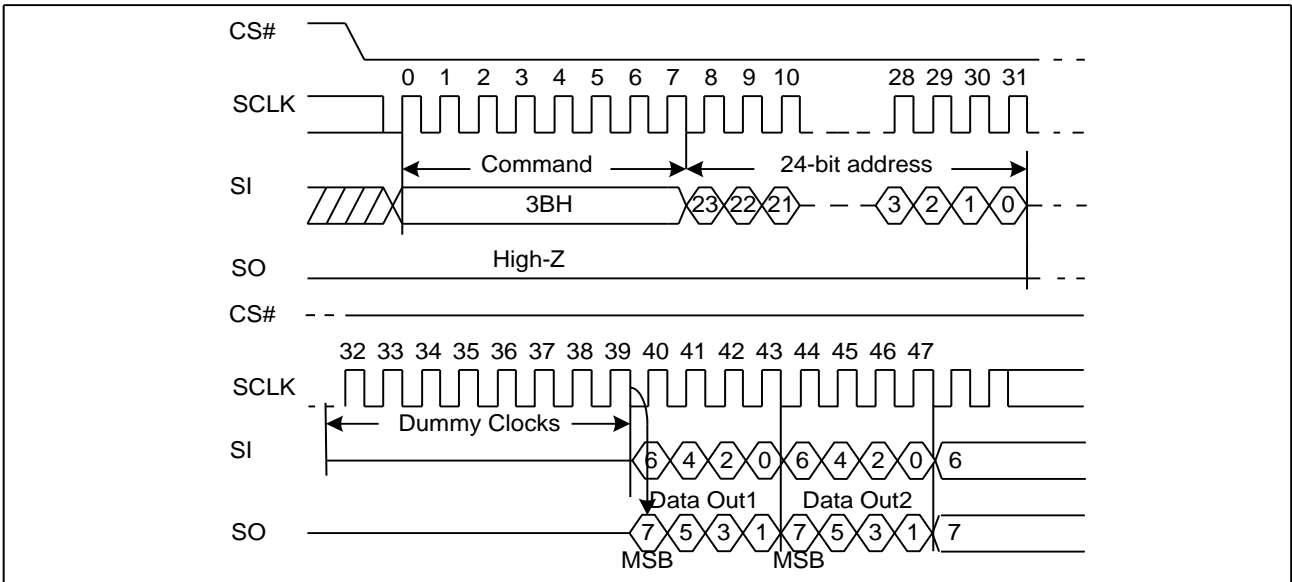 CS#
0 1 2 3 4 5 6 7 8 9 10 28 29 30 31
SCLK
Command 24-bit address
SI
3BH 23 22 21 3 2 1 0
High-Z
SO
CS#
32 33 34 35 36 37 38 39 40 41 42 43 44 45 46 47
SCLK
Dummy Clocks
SI
6 4 2 0 6 4 2 0 6
Data Out1 Data Out2
SO
7 5 3 1 7 5 3 1 7
MSB MSB